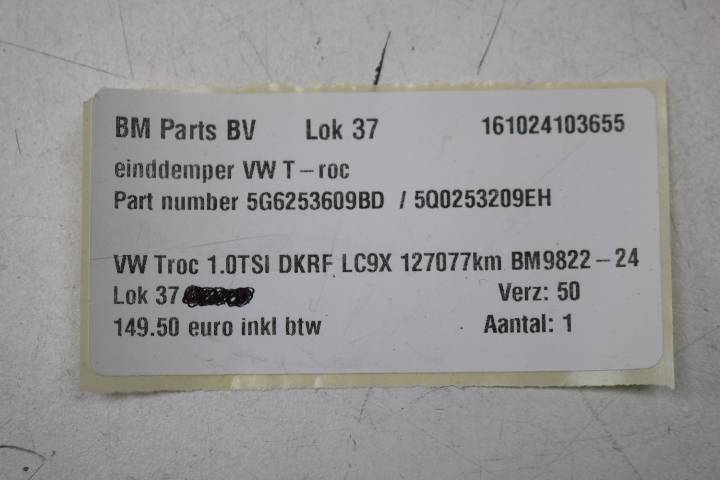 BM Parts BV Lok 37 161024103655
einddemper VW T-roc
Part number 5G6253609BD / 5Q0253209EH
VW Troc 1.0TSI DKRF LC9X 127077km BM9822-24
Lok 37 Verz: 50
149.50 euro inkl btw Aantal: 1